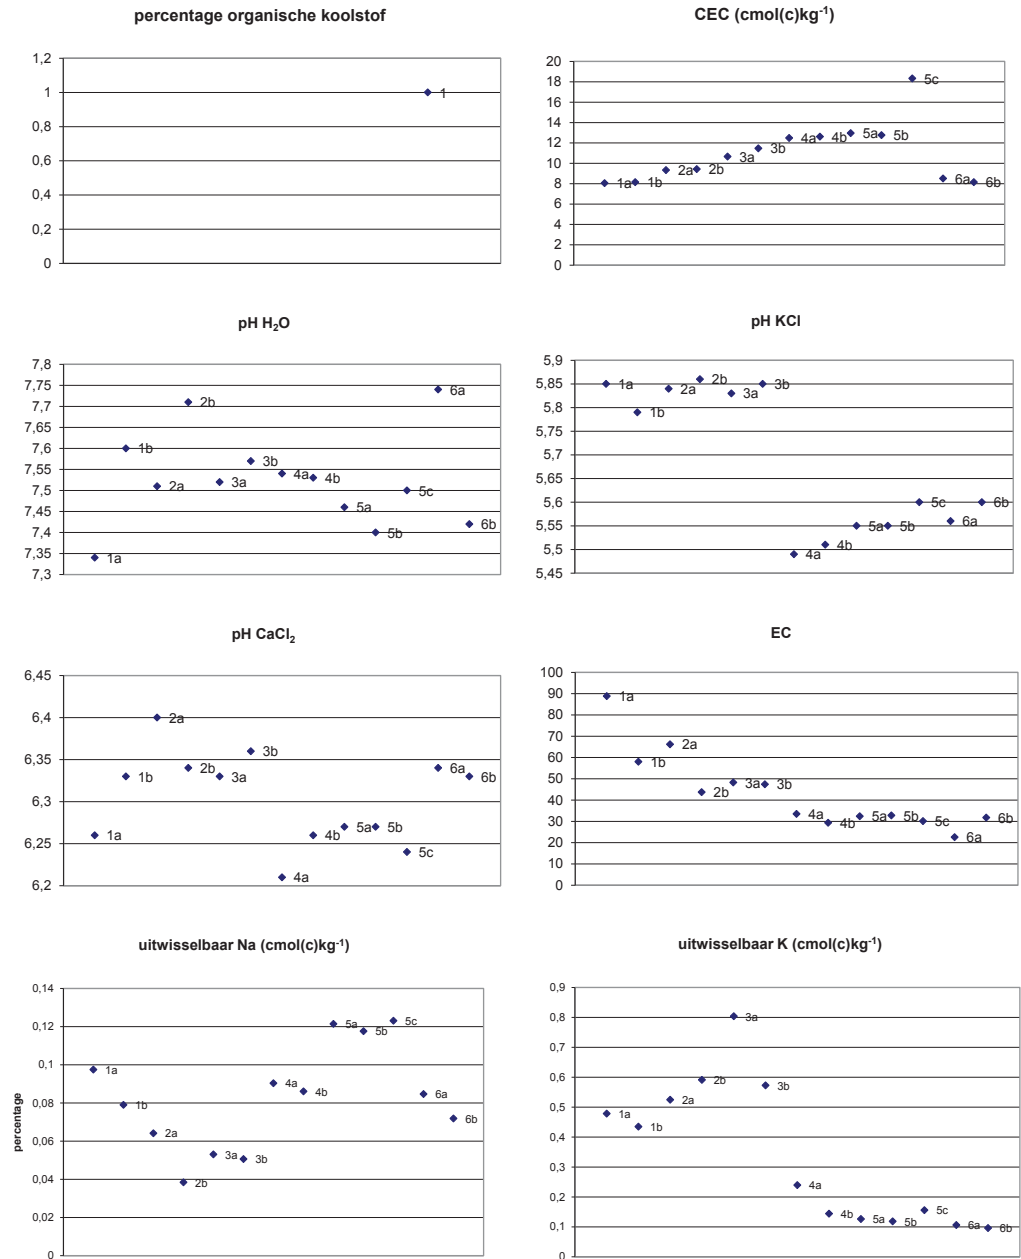 percentage organische koolstof
1,2
1
0,8
0,6
0,4
0,2
0
1
CEC (cmol(c)kg-1)
20
18
16
14
12
10
8
6
4
2
0
1a
1b
2a
2b
3a
3b
4a
4b
5a
5b
5c
6a
6b
pH H2O
7,8
7,75
7,7
7,65
7,6
7,55
7,5
7,45
7,4
7,35
7,3
1a
1b
2a
2b
3a
3b
4a
4b
5a
5b
5c
6a
6b
pH KCl
5,9
5,85
5,8
5,75
5,7
5,65
5,6
5,55
5,5
5,45
1a
1b
2a
2b
3a
3b
4a
4b
5a
5b
5c
6a
6b
pH CaCl2
6,45
6,4
6,35
6,3
6,25
6,2
1a
1b
2a
2b
3a
3b
4a
4b
5a
5b
5c
6a
6b
EC
100
90
80
70
60
50
40
30
20
10
0
1a
1b
2a
2b
3a
3b
4a
4b
5a
5b
5c
6a
6b
uitwisselbaar Na (cmol(c)kg-1)
percentage
0,14
0,12
0,1
0,08
0,06
0,04
0,02
0
1a
1b
2a
2b
3a
3b
4a
4b
5a
5b
5c
6a
6b
uitwisselbaar K (cmol(c)kg-1)
0,9
0,8
0,7
0,6
0,5
0,4
0,3
0,2
0,1
0
1a
1b
2a
2b
3a
3b
4a
4b
5a
5b
5c
6a
6b